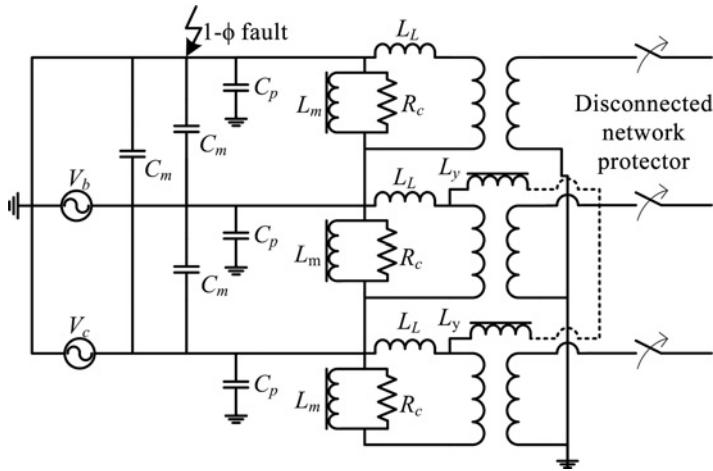 1-ϕ fault
L_L
C_p
L_m
R_c
C_m
C_m
Disconnected
network
protector
V_b
L_L
L_y
C_p
L_m
R_c
C_m
V_c
L_L
L_y
C_p
L_m
R_c